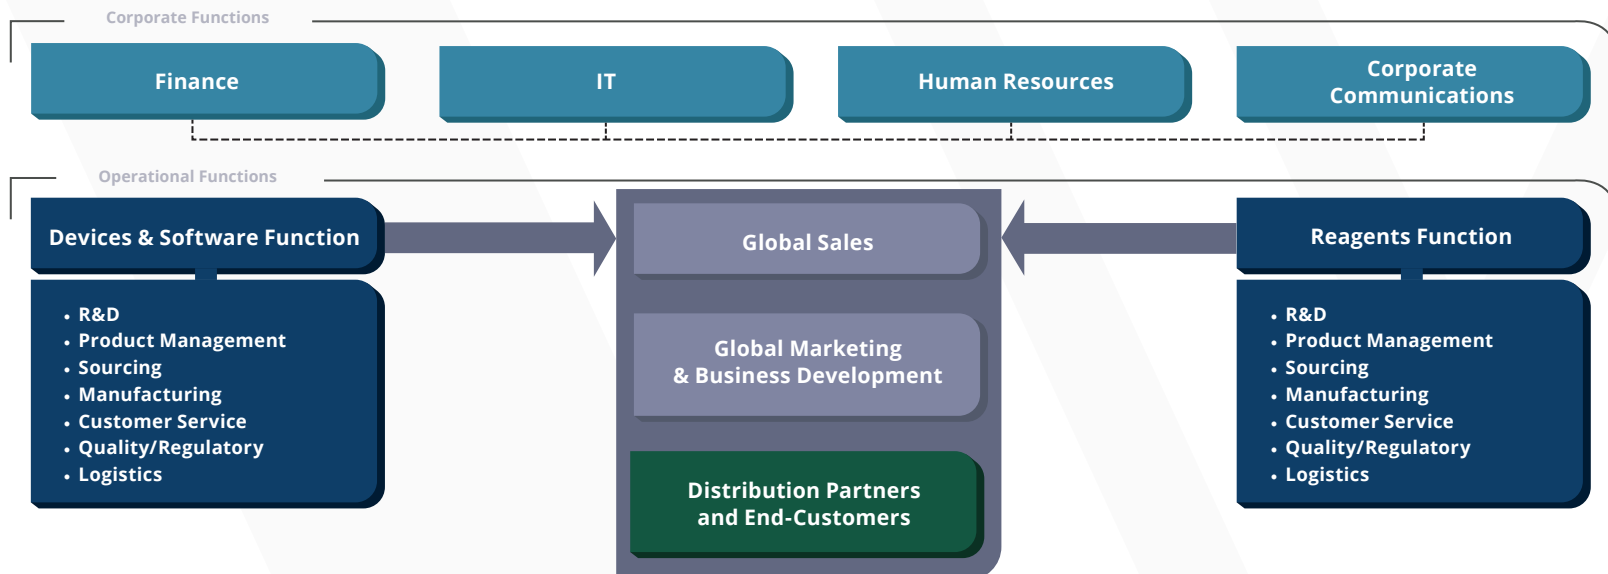 Corporate Functions
Finance
IT
Human Resources
Corporate
Communications
Operational Functions
Devices & Software Function
• R&D
• Product Management
• Sourcing
• Manufacturing
• Customer Service
• Quality/Regulatory
• Logistics
Global Sales
Global Marketing
& Business Development
Distribution Partners
and End-Customers
Reagents Function
• R&D
• Product Management
• Sourcing
• Manufacturing
• Customer Service
• Quality/Regulatory
• Logistics